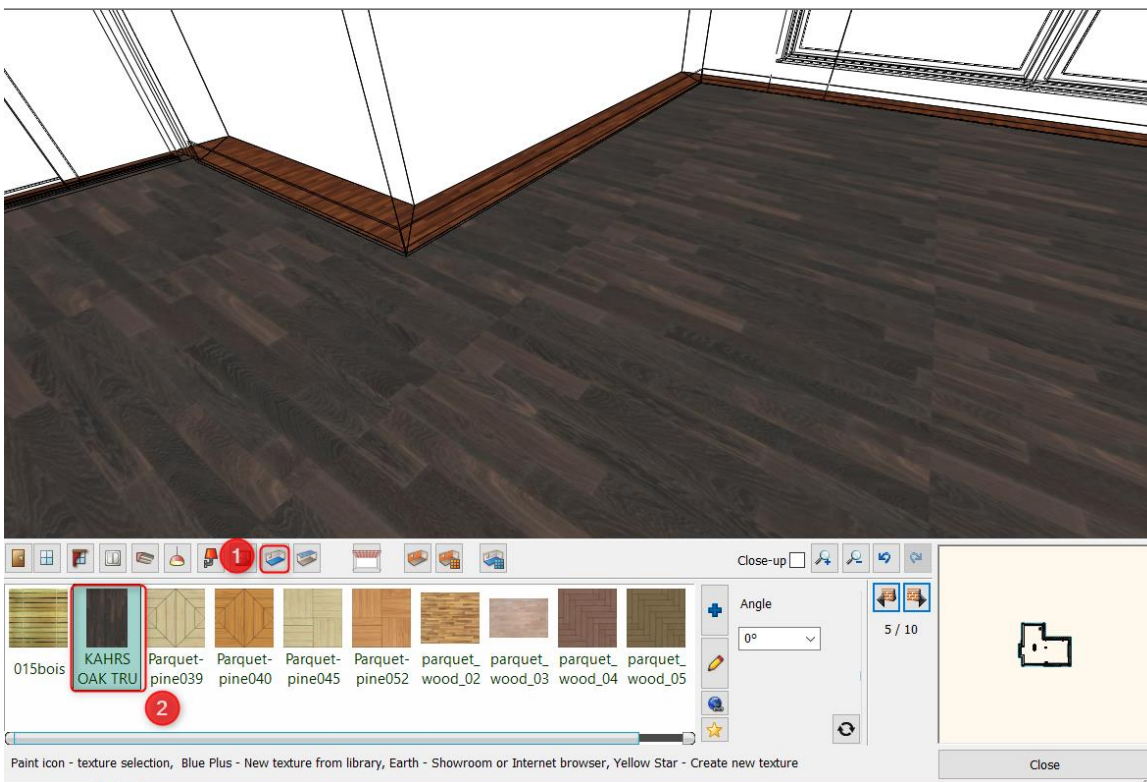 1
Close-up
015bois
KAHRS
OAK TRU
Parquet-
pine039
Parquet-
pine040
Parquet-
pine045
Parquet-
pine052
parquet_
wood_02
parquet_
wood_03
parquet_
wood_04
parquet_
wood_05
2
Angle
0°
5 / 10
Paint icon - texture selection, Blue Plus - New texture from library, Earth - Showroom or Internet browser, Yellow Star - Create new texture
Close